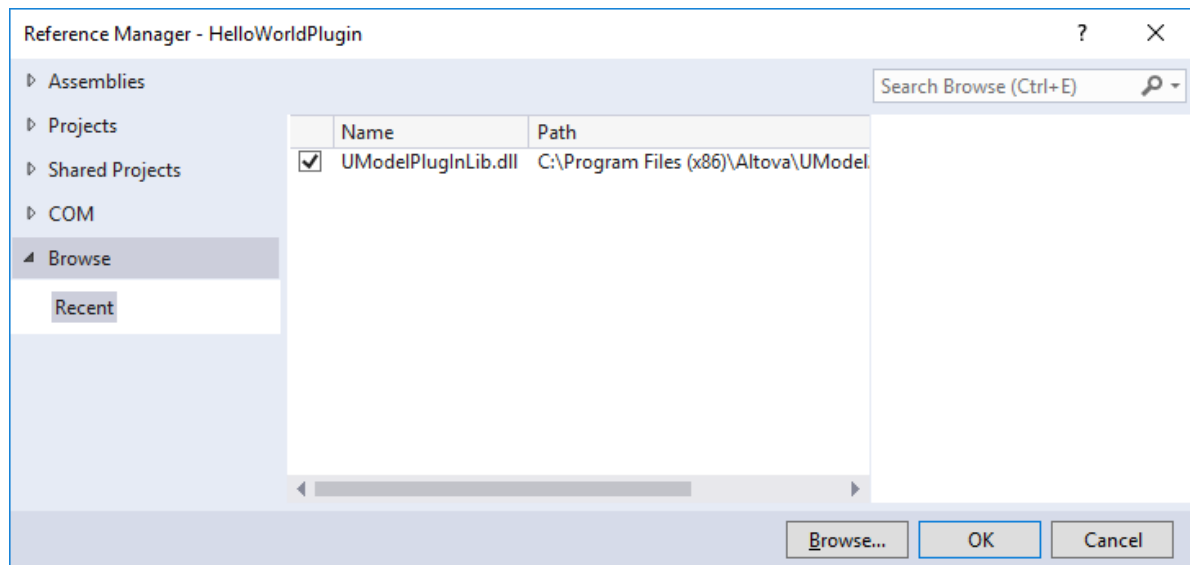 Reference Manager - HelloWorldPlugin ?
Assemblies
Search Browse (Ctrl+E)
Projects
Name Path
UModelPlugInLib.dll C:\Program Files (x86)\Altova\UModel
Shared Projects
COM
Browse
Recent
Browse... OK Cancel